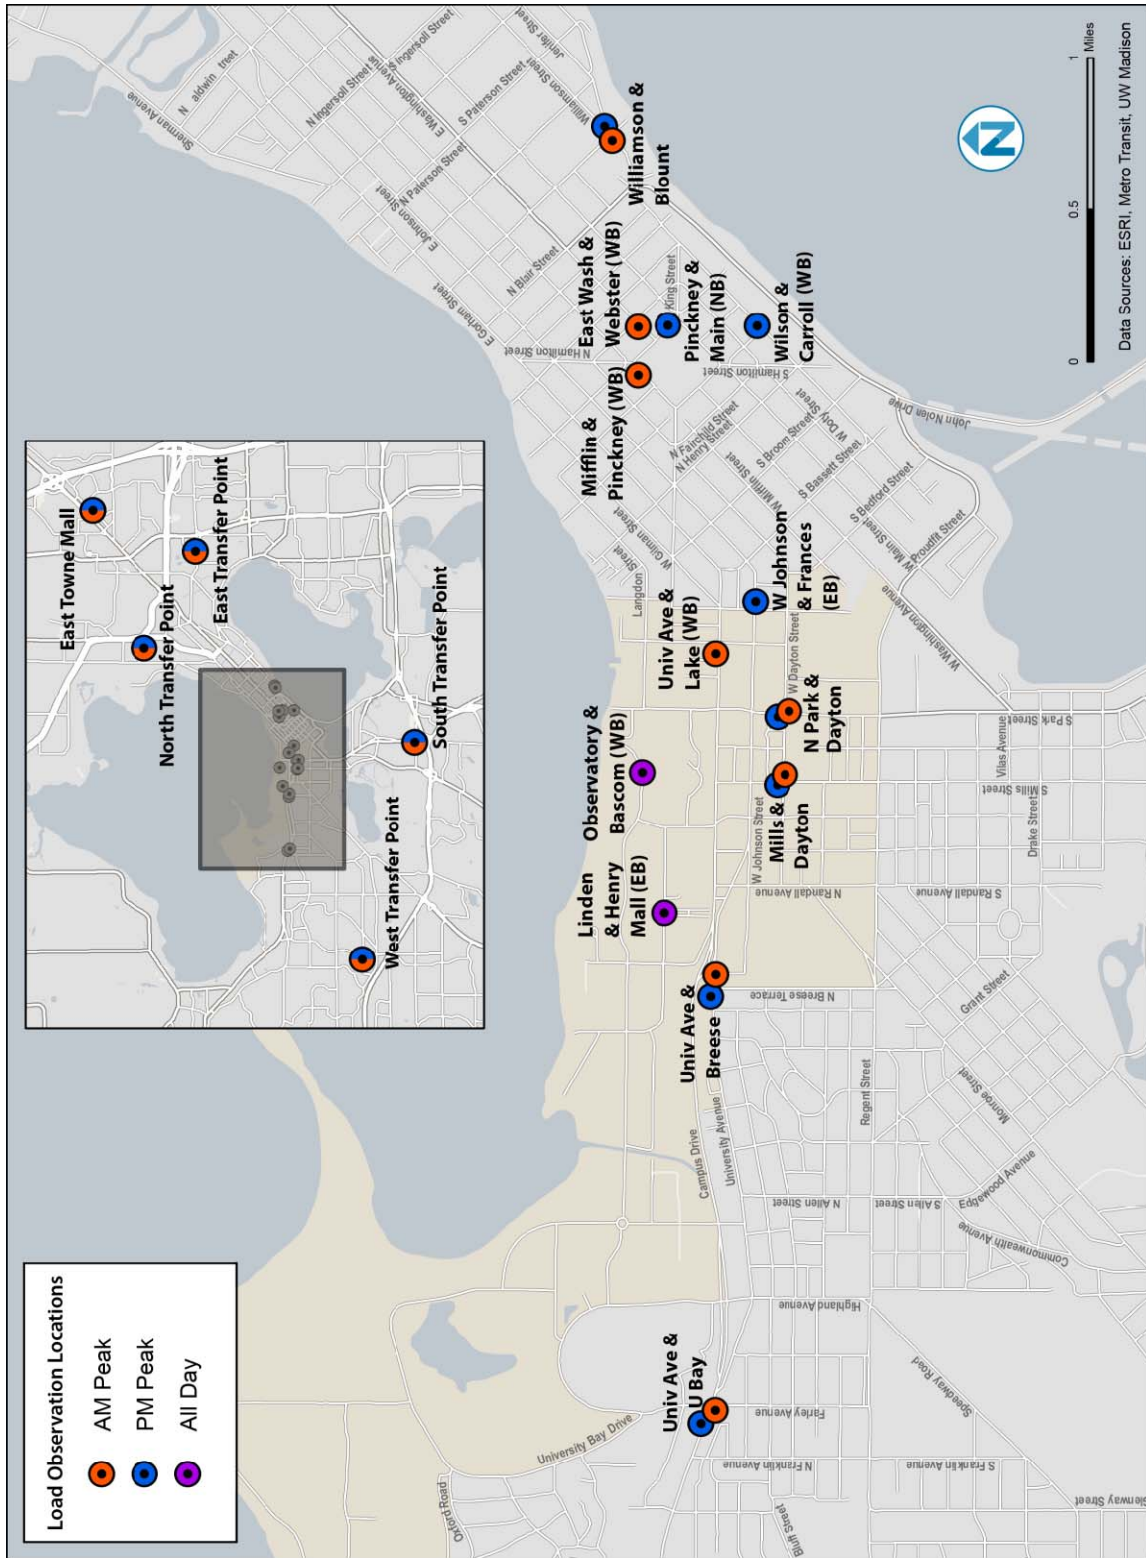 Load Observation Locations
AM Peak
PM Peak
All Day
East Towne Mall
North Transfer Point
East Transfer Point
West Transfer Point
South Transfer Point
Univ Ave &
U Bay
Univ Ave &
Breese
Linden
& Henry
Mall (EB)
Observatory &
Bascom (WB)
Mills &
Dayton
N Park &
Dayton
Univ Ave &
Lake (WB)
W Johnson
& Frances
(EB)
Mifflin &
Pinckney (WB)
East Wash &
Webster (WB)
Pinckney &
Main (NB)
Wilson &
Carroll (WB)
Williamson &
Blount
Oxford Road
University Bay Drive
Bluff Street
N Franklin Avenue
S Franklin Avenue
Farley Avenue
Speedway Road
Highland Avenue
Commonwealth Avenue
Edgewood Avenue
N Allen Street
S Allen Street
Campus Drive
University Avenue
Regent Street
Monroe Street
Grant Street
N Breese Terrace
N Randall Avenue
S Randall Avenue
Drake Street
Vilas Avenue
S Mills Street
S Park Street
W Johnson Street
W Dayton Street
Langdon
Street
W Gilman Street
W Washington Avenue
W Proudfit Street
W Main Street
S Bedford Street
S Bassett Street
S Broom Street
W Doty Street
W Mifflin Street
N Henry Street
N Fairchild Street
S Hamilton Street
N Hamilton Street
King Street
John Nolen Drive
E Gorham Street
E Johnson Street
N Blair Street
N Paterson Street
S Paterson Street
E Washington Avenue
N Ingersoll Street
S Ingersoll Street
Williamson Street
Jenifer Street
Sherman Avenue
N
0
0.5
1
Miles
Data Sources: ESRI, Metro Transit, UW Madison